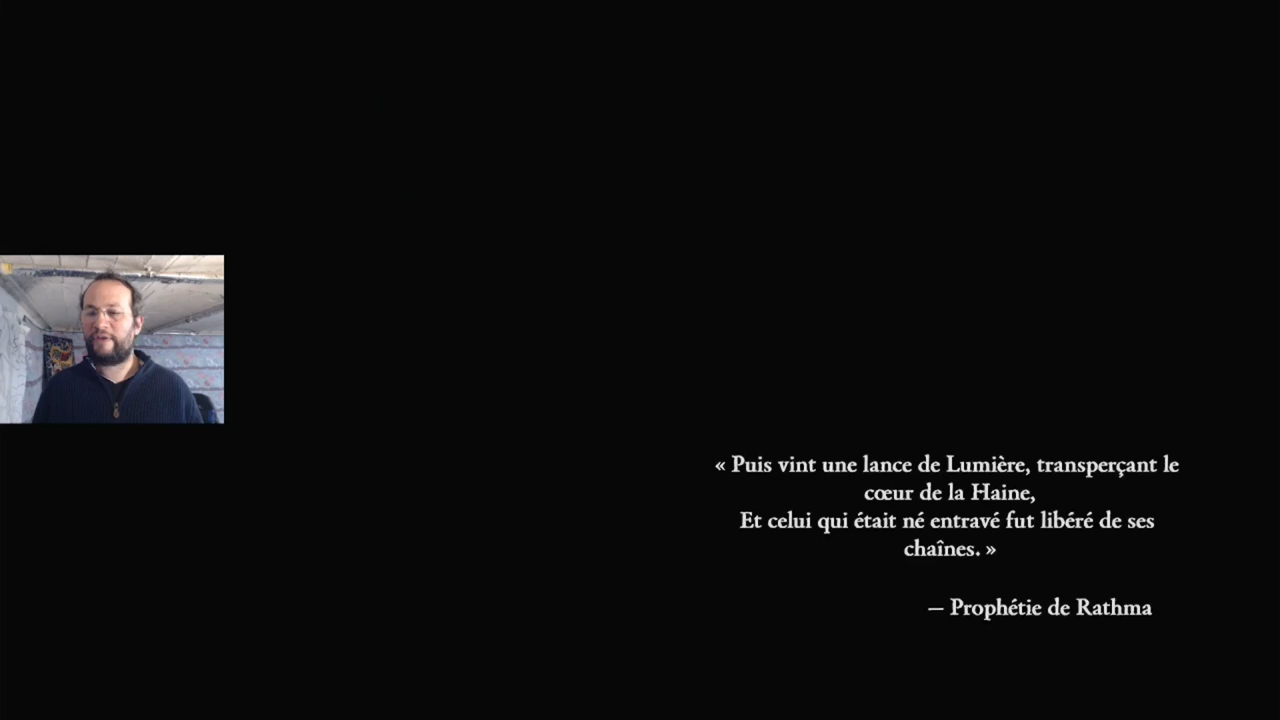 « Puis vint une lance de Lumière, transperçant le
cœur de la Haine,
Et celui qui était né entravé fut libéré de ses
chaînes. »
— Prophétie de Rathma